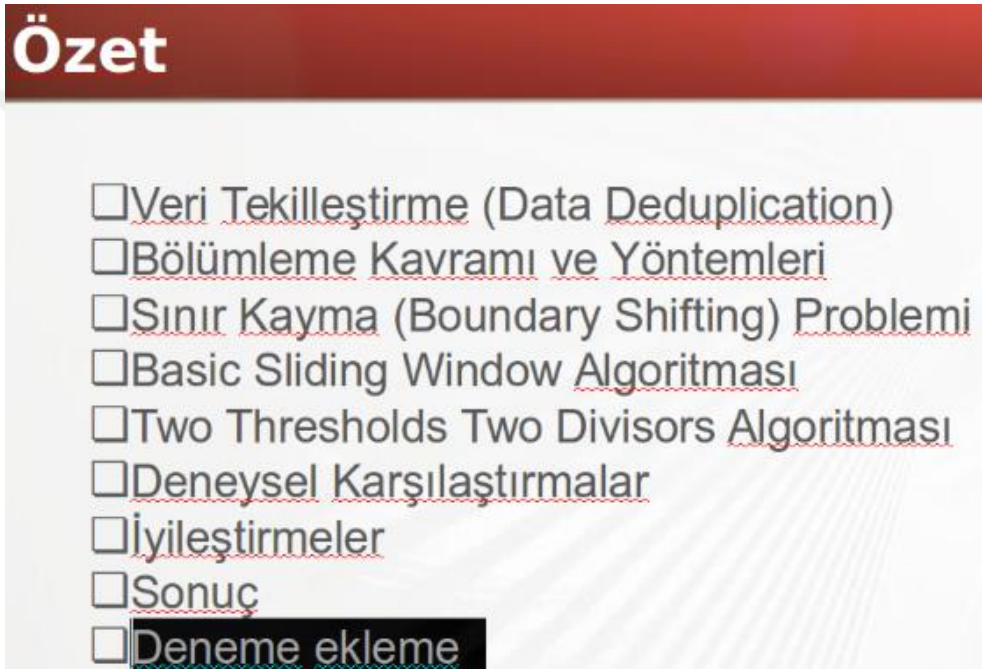 Özet
❑Veri Tekilleştirme (Data Deduplication)
❑Bölümleme Kavramı ve Yöntemleri
❑Sınır Kayma (Boundary Shifting) Problemi
❑Basic Sliding Window Algoritması
❑Two Thresholds Two Divisors Algoritması
❑Deneysel Karşılaştırmalar
❑İyileştirmeler
❑Sonuç
❑Deneme ekleme